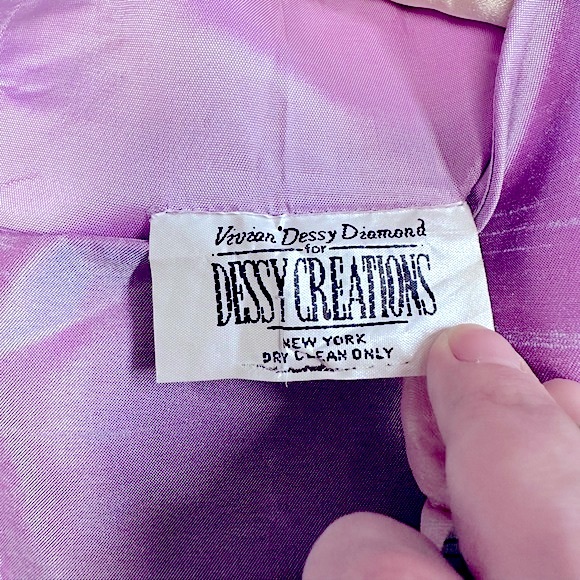 Vivian Dessy Diamond
for
DESSY CREATIONS
NEW YORK
DRY CLEAN ONLY